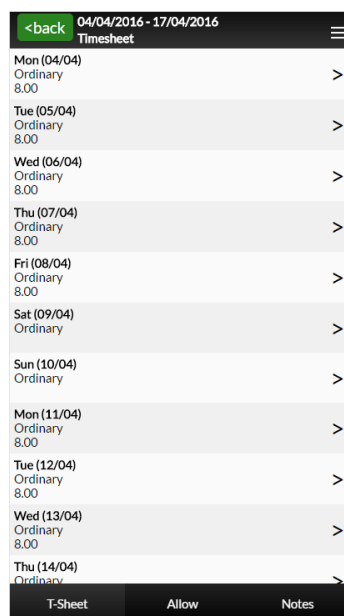 <back
04/04/2016 - 17/04/2016
Timesheet
Mon (04/04)
Ordinary
8.00
>
Tue (05/04)
Ordinary
8.00
>
Wed (06/04)
Ordinary
8.00
>
Thu (07/04)
Ordinary
8.00
>
Fri (08/04)
Ordinary
8.00
>
Sat (09/04)
Ordinary
>
Sun (10/04)
Ordinary
>
Mon (11/04)
Ordinary
8.00
>
Tue (12/04)
Ordinary
8.00
>
Wed (13/04)
Ordinary
8.00
>
Thu (14/04)
Ordinary
>
T-Sheet Allow Notes